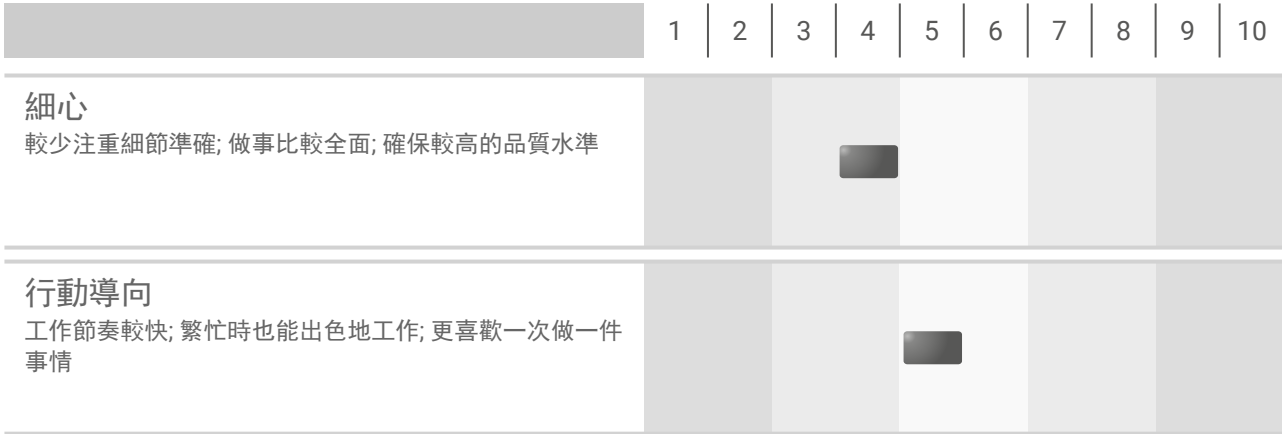 1 2 3 4 5 6 7 8 9 10
細心
較少注重細節準確; 做事比較全面; 確保較高的品質水準
行動導向
工作節奏較快; 繁忙時也能出色地工作; 更喜歡一次做一件
事情